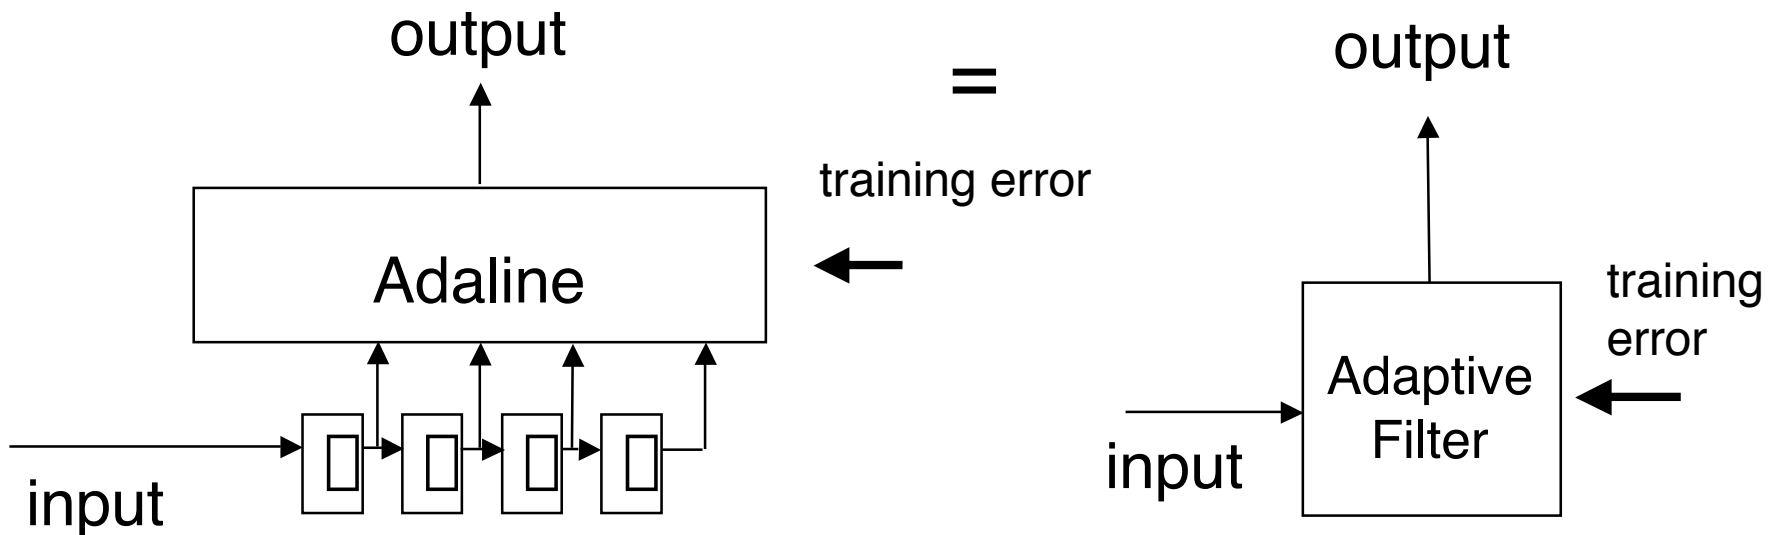 output
=
training error
Adaline
input
output
training
error
Adaptive
Filter
input